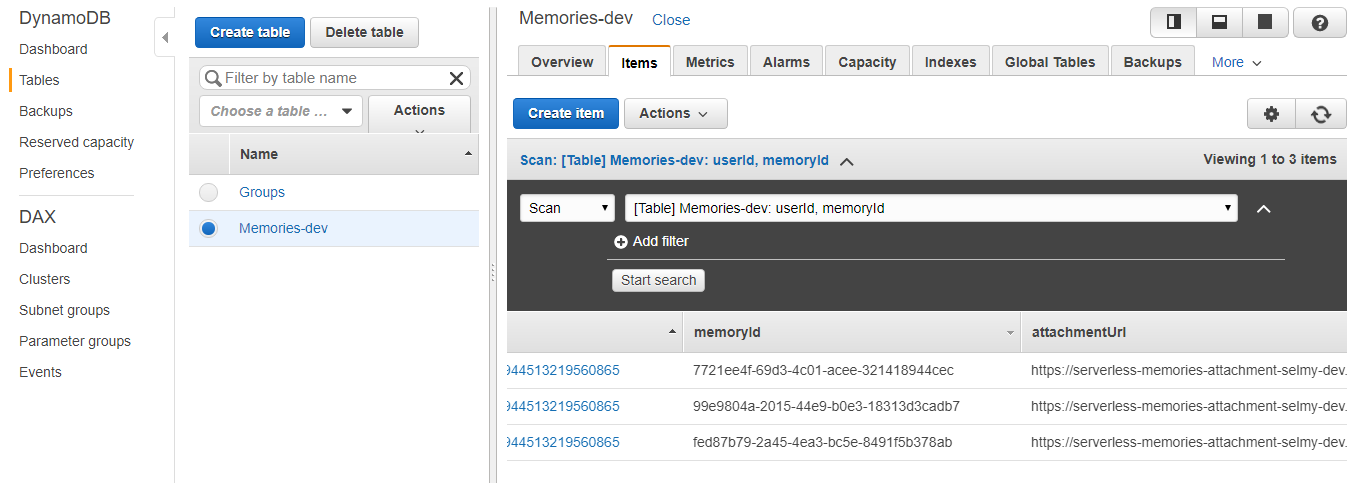 DynamoDB
Dashboard
Tables
Backups
Reserved capacity
Preferences
DAX
Dashboard
Clusters
Subnet groups
Parameter groups
Events
Create table
Delete table
Filter by table name
Choose a table ...
Actions
Name
Groups
Memories-dev
Memories-dev Close
Overview Items Metrics Alarms Capacity Indexes Global Tables Backups More
Create item Actions
Scan: [Table] Memories-dev: userId, memoryId
Viewing 1 to 3 items
Scan [Table] Memories-dev: userId, memoryId
Add filter
Start search
memoryId attachmentUrl
944513219560865 7721ee4f-69d3-4c01-acee-321418944cec https://serverless-memories-attachment-selmy-dev.
944513219560865 99e9804a-2015-44e9-b0e3-18313d3cadb7 https://serverless-memories-attachment-selmy-dev.
944513219560865 fed87b79-2a45-4ea3-bc5e-8491f5b378ab https://serverless-memories-attachment-selmy-dev.